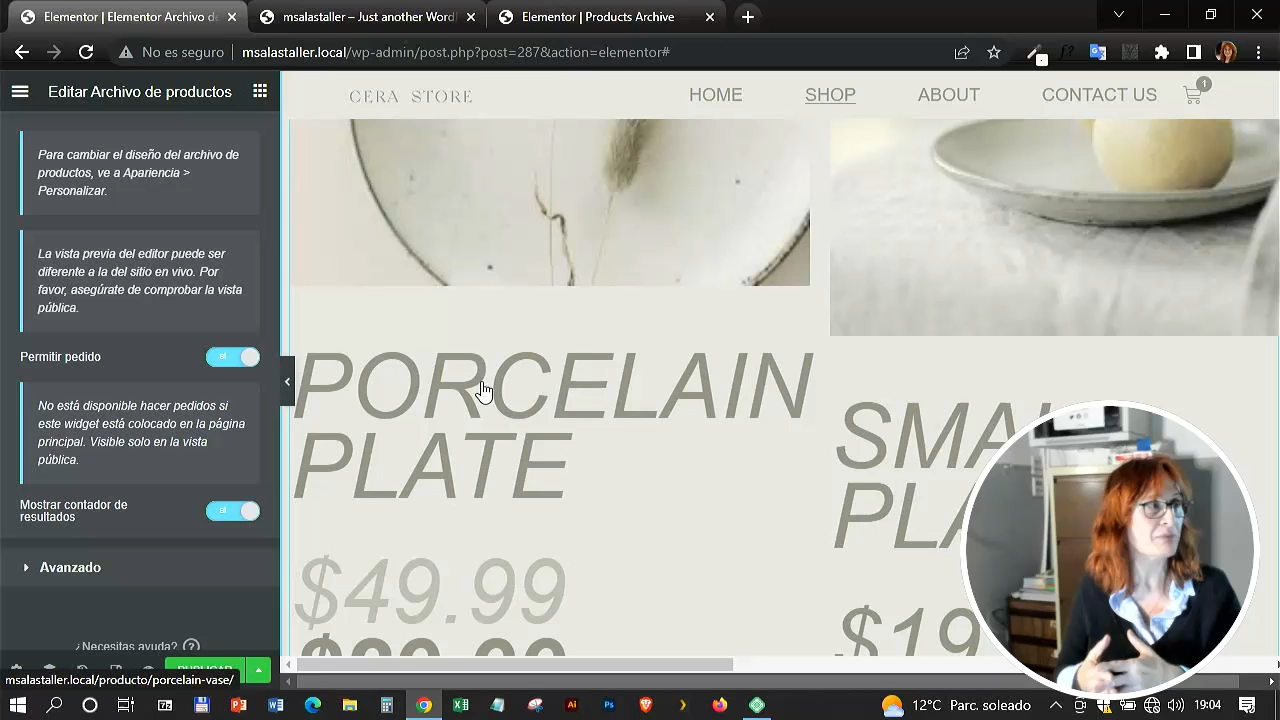 Elementor | Elementor Archivo de
msalastaller – Just another Word
Elementor | Products Archive
No es seguro
msalastaller.local/wp-admin/post.php?post=287&action=elementor#
Editar Archivo de productos
Para cambiar el diseño del archivo de
productos, ve a Apariencia >
Personalizar.
La vista previa del editor puede ser
diferente a la del sitio en vivo. Por
favor, asegúrate de comprobar la vista
pública.
Permitir pedido
SÍ
No está disponible hacer pedidos si
este widget está colocado en la página
principal. Visible solo en la vista
pública.
Mostrar contador de
resultados
SÍ
Avanzado
¿Necesitas ayuda?
PUBLICAR
msalastaller.local/producto/porcelain-vase/
CERA STORE
HOME
SHOP
ABOUT
CONTACT US
1
PORCELAIN
PLATE
$49.99
SMAL
PLA
$19
12°C Parc. soleado
19:04